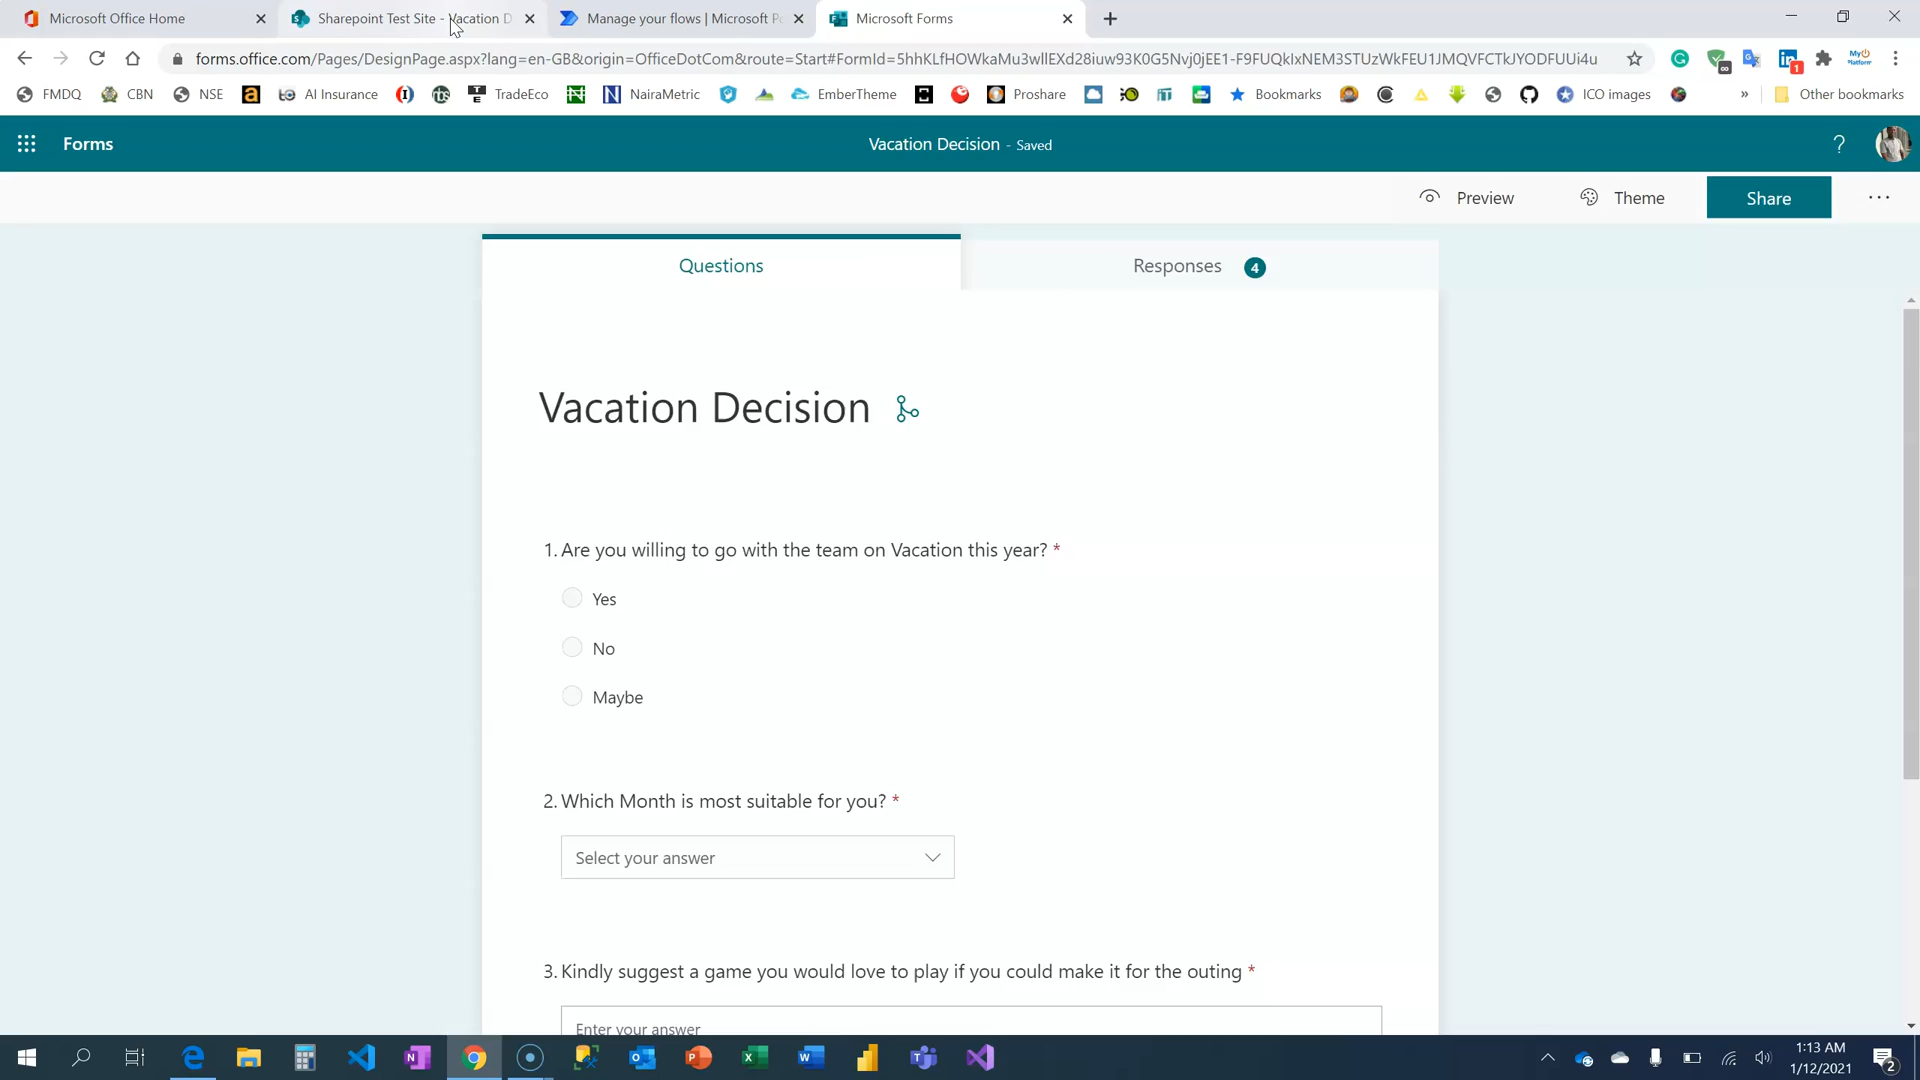 Microsoft Office Home
Sharepoint Test Site - Vacation D
Manage your flows | Microsoft Po
Microsoft Forms
forms.office.com/Pages/DesignPage.aspx?lang=en-GB&origin=OfficeDotCom&route=Start#FormId=5hhKLfHOWkaMu3wllEXd28iuw93K0G5Nvj0jEE1-F9FUQkIxNEM3STUzWkFEU1JMQVFCTkJYODFUUi4u
FMDQ
CBN
NSE
AI Insurance
TradeEco
NairaMetric
EmberTheme
Proshare
Bookmarks
ICO images
»
Other bookmarks
Forms
Vacation Decision - Saved
?
Preview
Theme
Share
Questions
Responses 4
Vacation Decision
1. Are you willing to go with the team on Vacation this year? *
Yes
No
Maybe
2. Which Month is most suitable for you? *
Select your answer
3. Kindly suggest a game you would love to play if you could make it for the outing *
Enter your answer
1:13 AM
1/12/2021
2